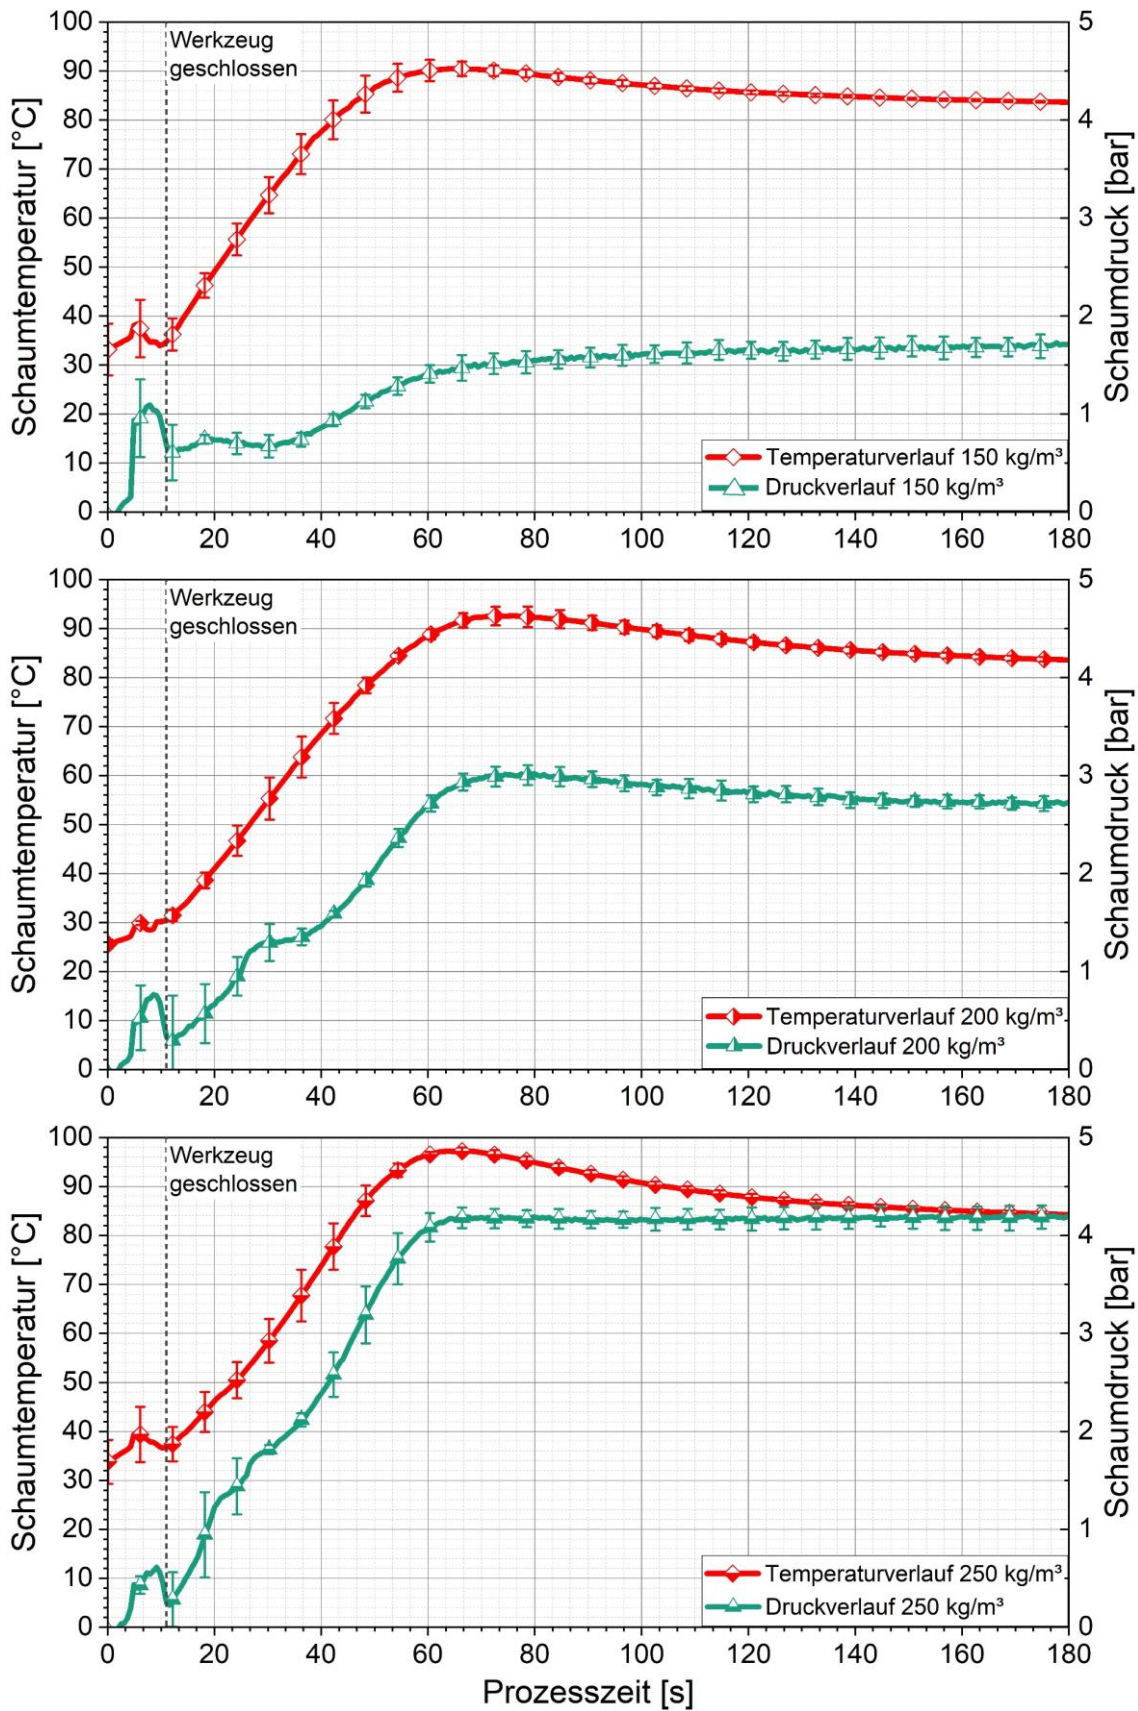 Schaumtemperatur [°C]
100
90
80
70
60
50
40
30
20
10
0
Werkzeug
geschlossen
Temperaturverlauf 150 kg/m³
Druckverlauf 150 kg/m³
5
4
3
2
1
0
Schaumdruck [bar]
0 20 40 60 80 100 120 140 160 180
Schaumtemperatur [°C]
100
90
80
70
60
50
40
30
20
10
0
Werkzeug
geschlossen
Temperaturverlauf 200 kg/m³
Druckverlauf 200 kg/m³
5
4
3
2
1
0
Schaumdruck [bar]
0 20 40 60 80 100 120 140 160 180
Schaumtemperatur [°C]
100
90
80
70
60
50
40
30
20
10
0
Werkzeug
geschlossen
Temperaturverlauf 250 kg/m³
Druckverlauf 250 kg/m³
5
4
3
2
1
0
Schaumdruck [bar]
0 20 40 60 80 100 120 140 160 180
Prozesszeit [s]